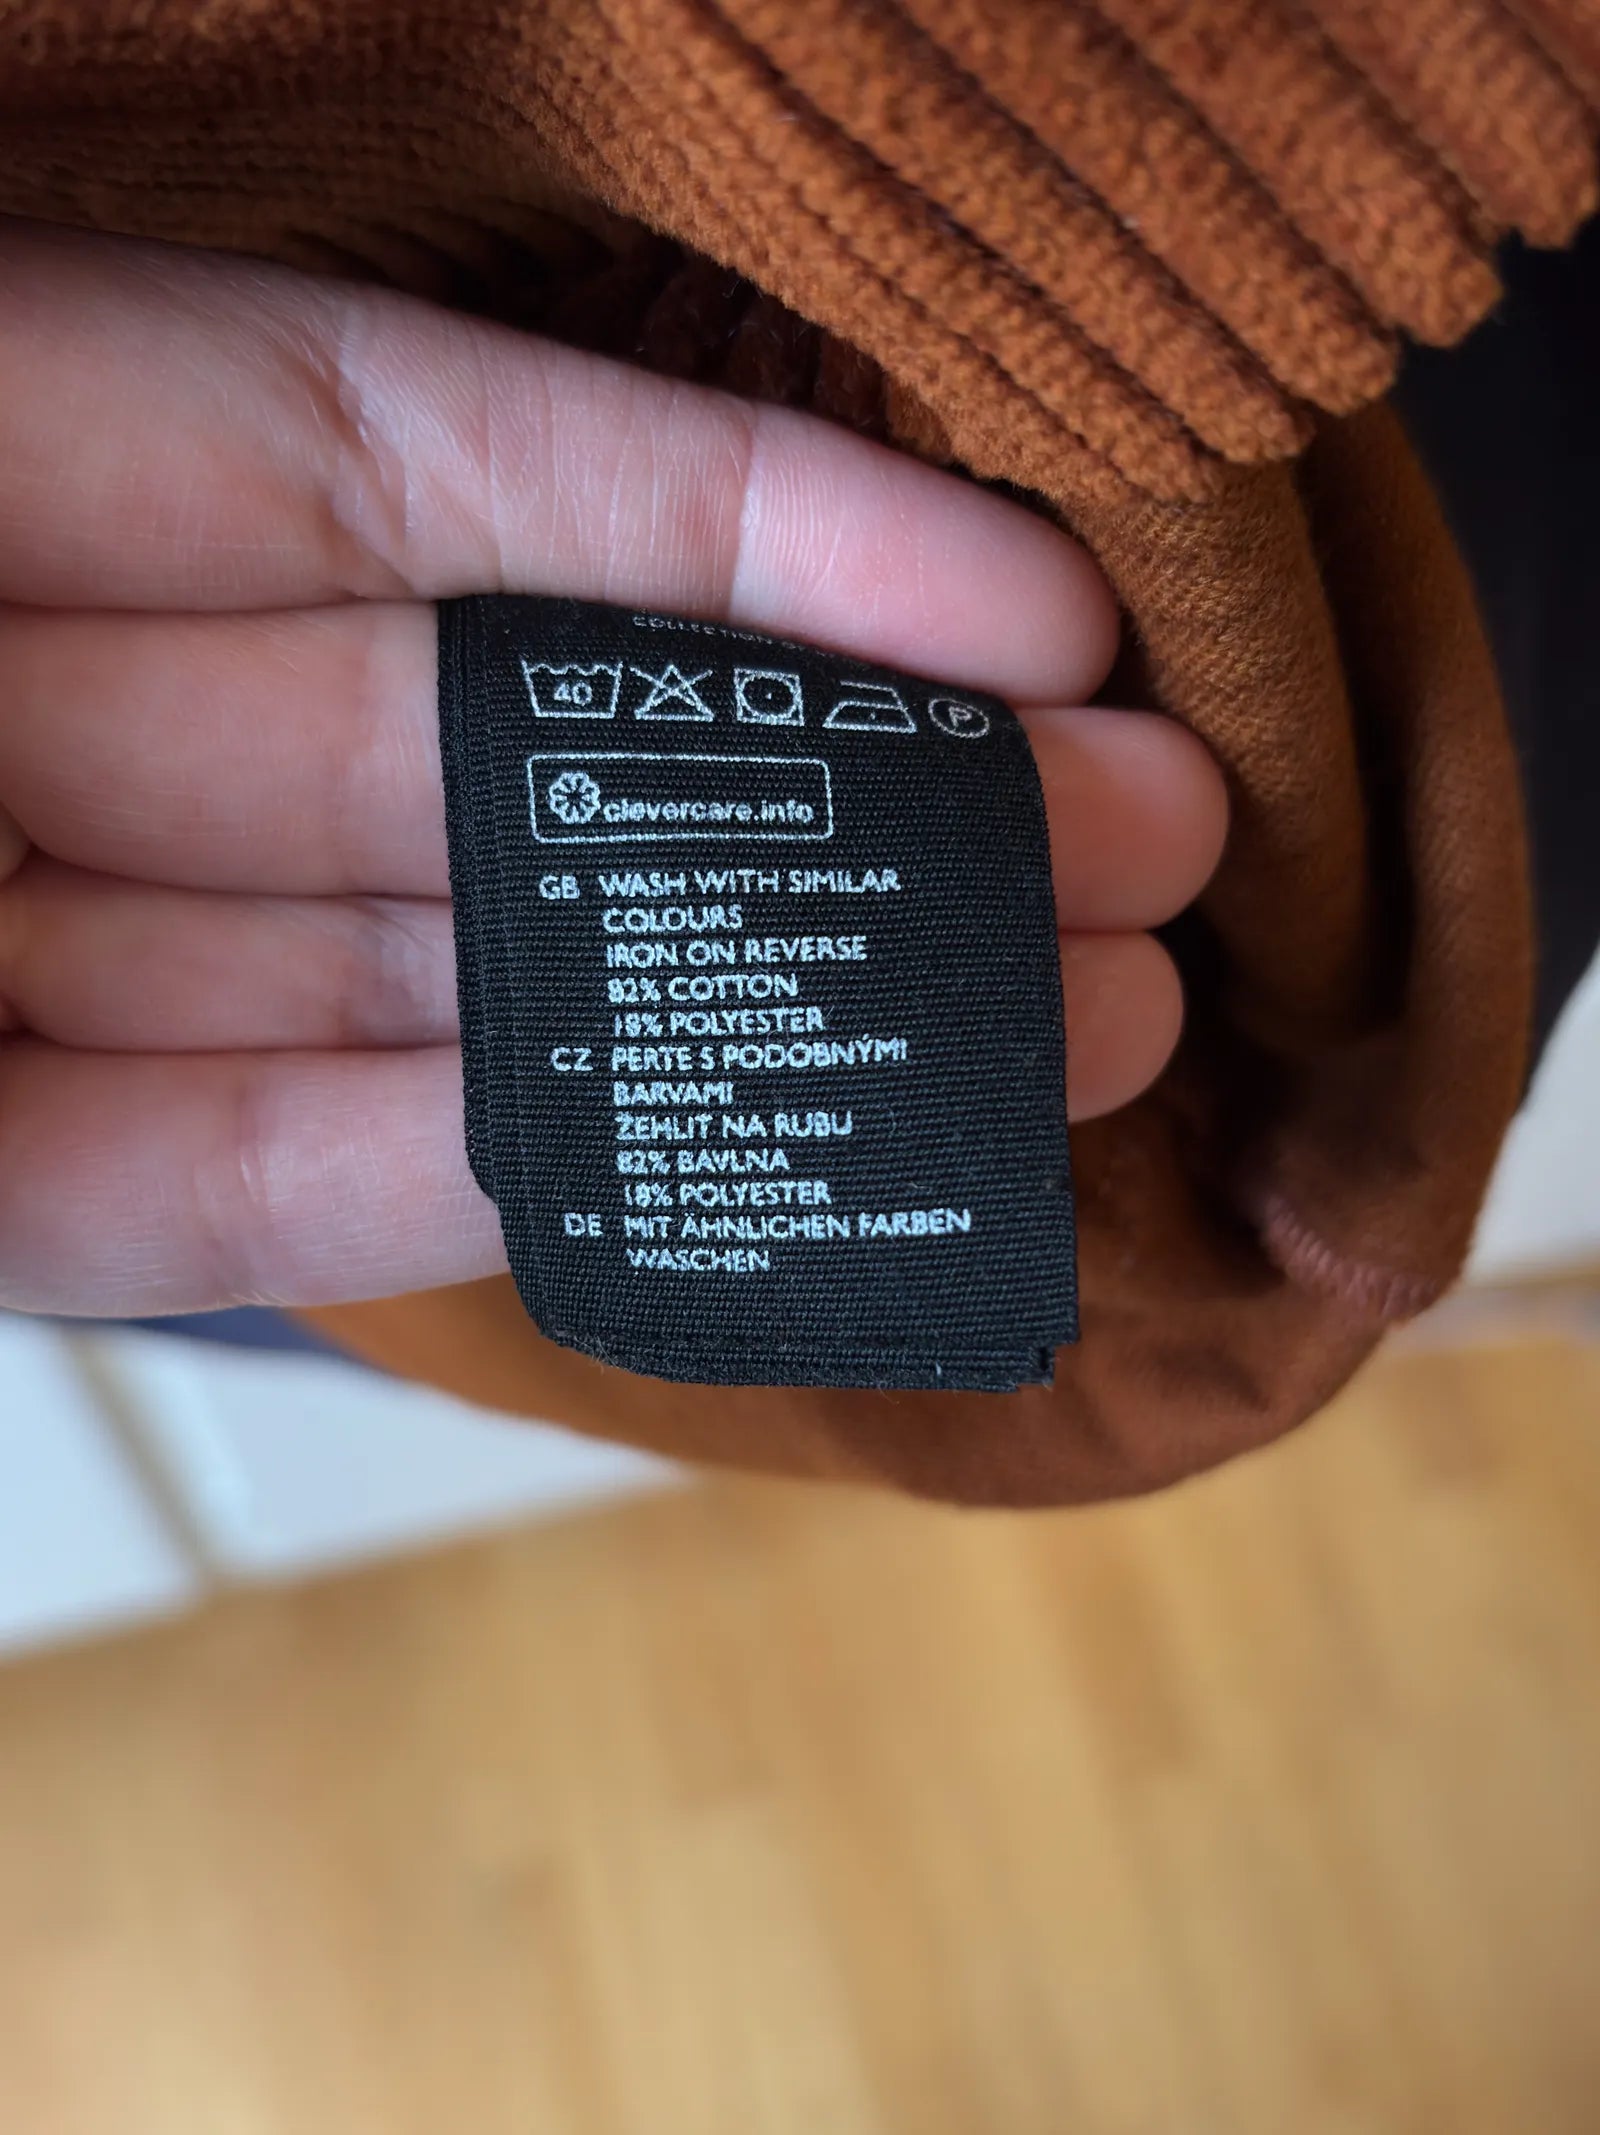 40 P
clevercare.info
GB WASH WITH SIMILAR
COLOURS
IRON ON REVERSE
82% COTTON
18% POLYESTER
CZ PERTE S PODOBNÝMI
BARVAMI
ŽEHLIT NA RUBU
82% BAVLNA
18% POLYESTER
DE MIT ÄHNLICHEN FARBEN
WASCHEN